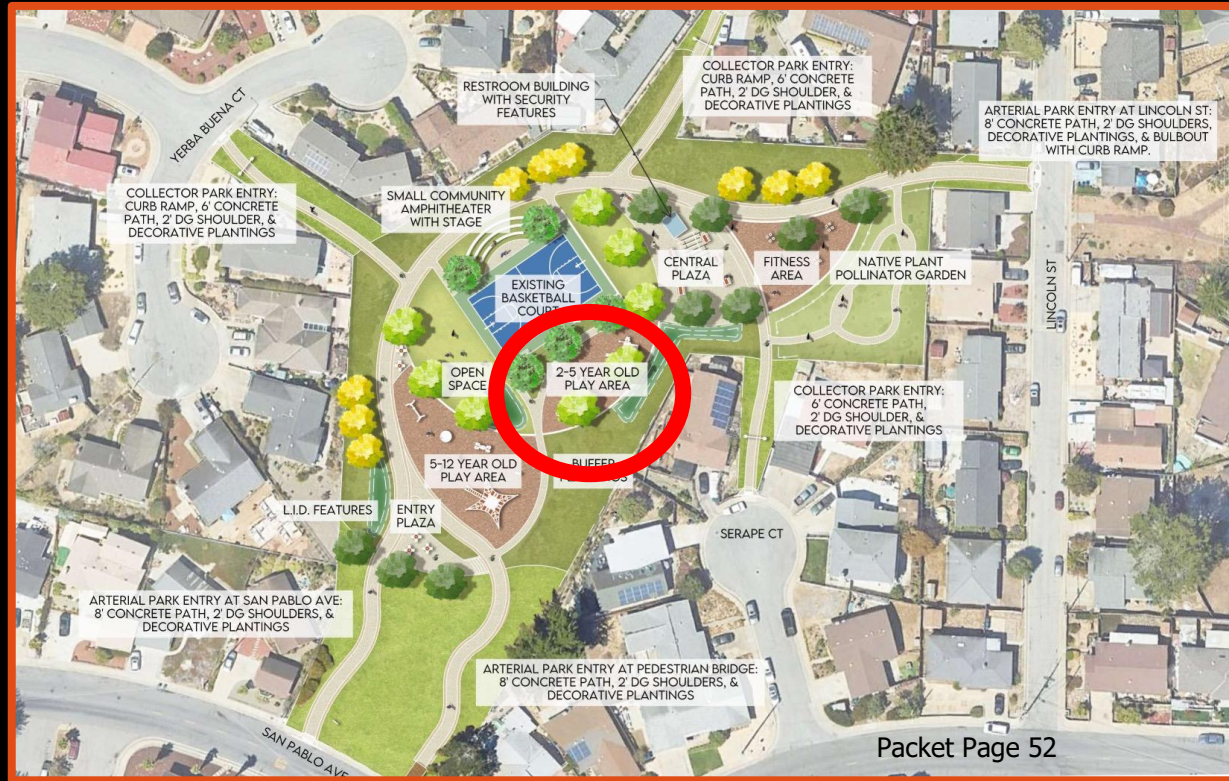 RESTROOM BUILDING
WITH SECURITY
FEATURES
COLLECTOR PARK ENTRY:
CURB RAMP, 6' CONCRETE
PATH, 2' DG SHOULDER, &
DECORATIVE PLANTINGS
ARTERIAL PARK ENTRY AT LINCOLN ST:
8' CONCRETE PATH, 2' DG SHOULDERS,
DECORATIVE PLANTINGS, & BULBOUT
WITH CURB RAMP.
YERBA BUENA CT
COLLECTOR PARK ENTRY:
CURB RAMP, 6' CONCRETE
PATH, 2' DG SHOULDER, &
DECORATIVE PLANTINGS
SMALL COMMUNITY
AMPHITHEATER
WITH STAGE
CENTRAL
PLAZA
FITNESS
AREA
NATIVE PLANT
POLLINATOR GARDEN
LINCOLN ST
EXISTING
BASKETBALL
COURT
OPEN
SPACE
2-5 YEAR OLD
PLAY AREA
COLLECTOR PARK ENTRY:
6' CONCRETE PATH,
2' DG SHOULDER, &
DECORATIVE PLANTINGS
5-12 YEAR OLD
PLAY AREA
BUFFER
L.I.D. FEATURES
ENTRY
PLAZA
SERAPE CT
ARTERIAL PARK ENTRY AT SAN PABLO AVE:
8' CONCRETE PATH, 2' DG SHOULDERS, &
DECORATIVE PLANTINGS
ARTERIAL PARK ENTRY AT PEDESTRIAN BRIDGE:
8' CONCRETE PATH, 2' DG SHOULDERS, &
DECORATIVE PLANTINGS
SAN PABLO AVE
Packet Page 52